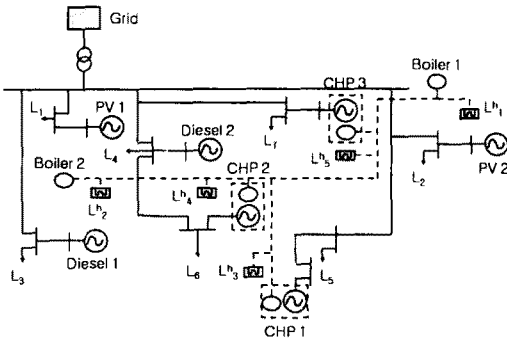 Grid
Boiler 1
CHP 3
L1
PV 1
Lh1
L7
Diesel 2
L4
Boiler 2
Lh5
L2
PV 2
CHP 2
Lh2
Lh4
L3
Diesel 1
L6
Lh3
L5
CHP 1